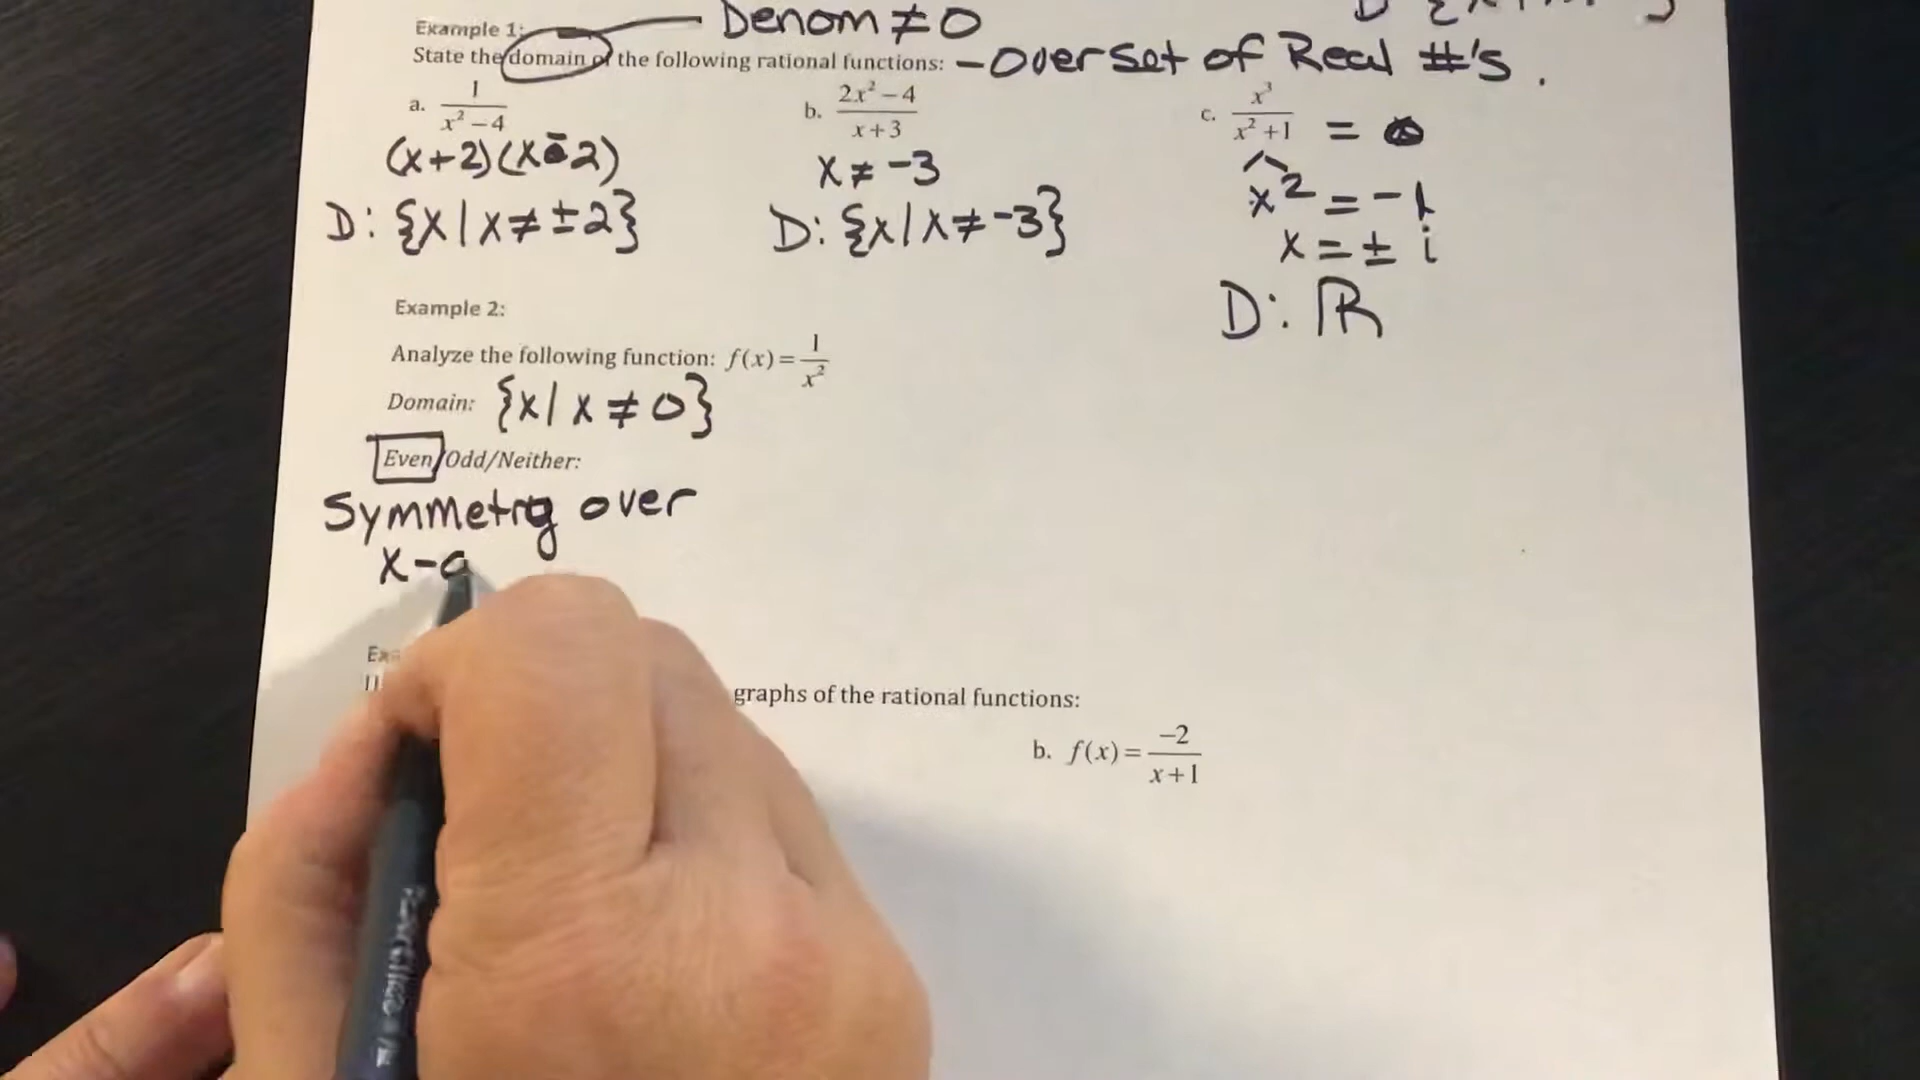 Denom ≠ 0
Example 1:
State the domain of the following rational functions: - Over set of Real #'s .
a. 1/(x² − 4)
b. (2x² − 4)/(x + 3)
c. x³/(x² + 1) = 0
(x+2)(x-2)
x ≠ -3
x² = -1
D: {x | x ≠ ±2}
D: {x | x ≠ -3}
x = ± i
D: ℝ
Example 2:
Analyze the following function: f(x) = 1/x²
Domain: {x | x ≠ 0}
Even/Odd/Neither:
Symmetry over
x-a
graphs of the rational functions:
b. f(x) = −2/(x + 1)